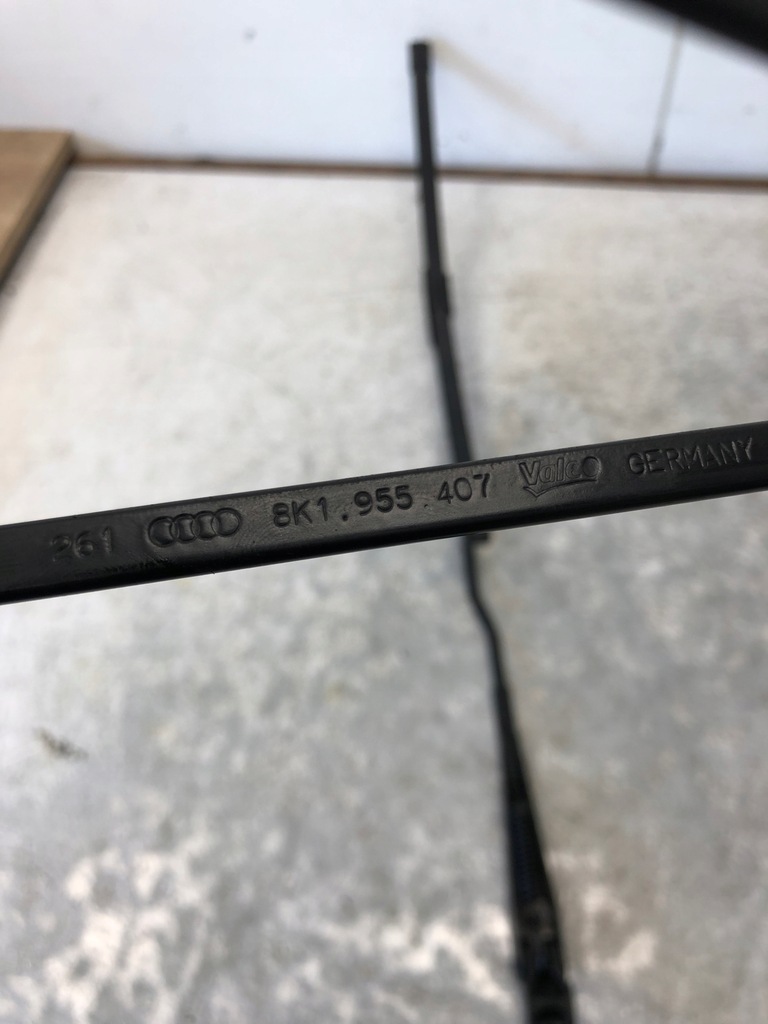 261 8K1.955 407 Valeo GERMANY